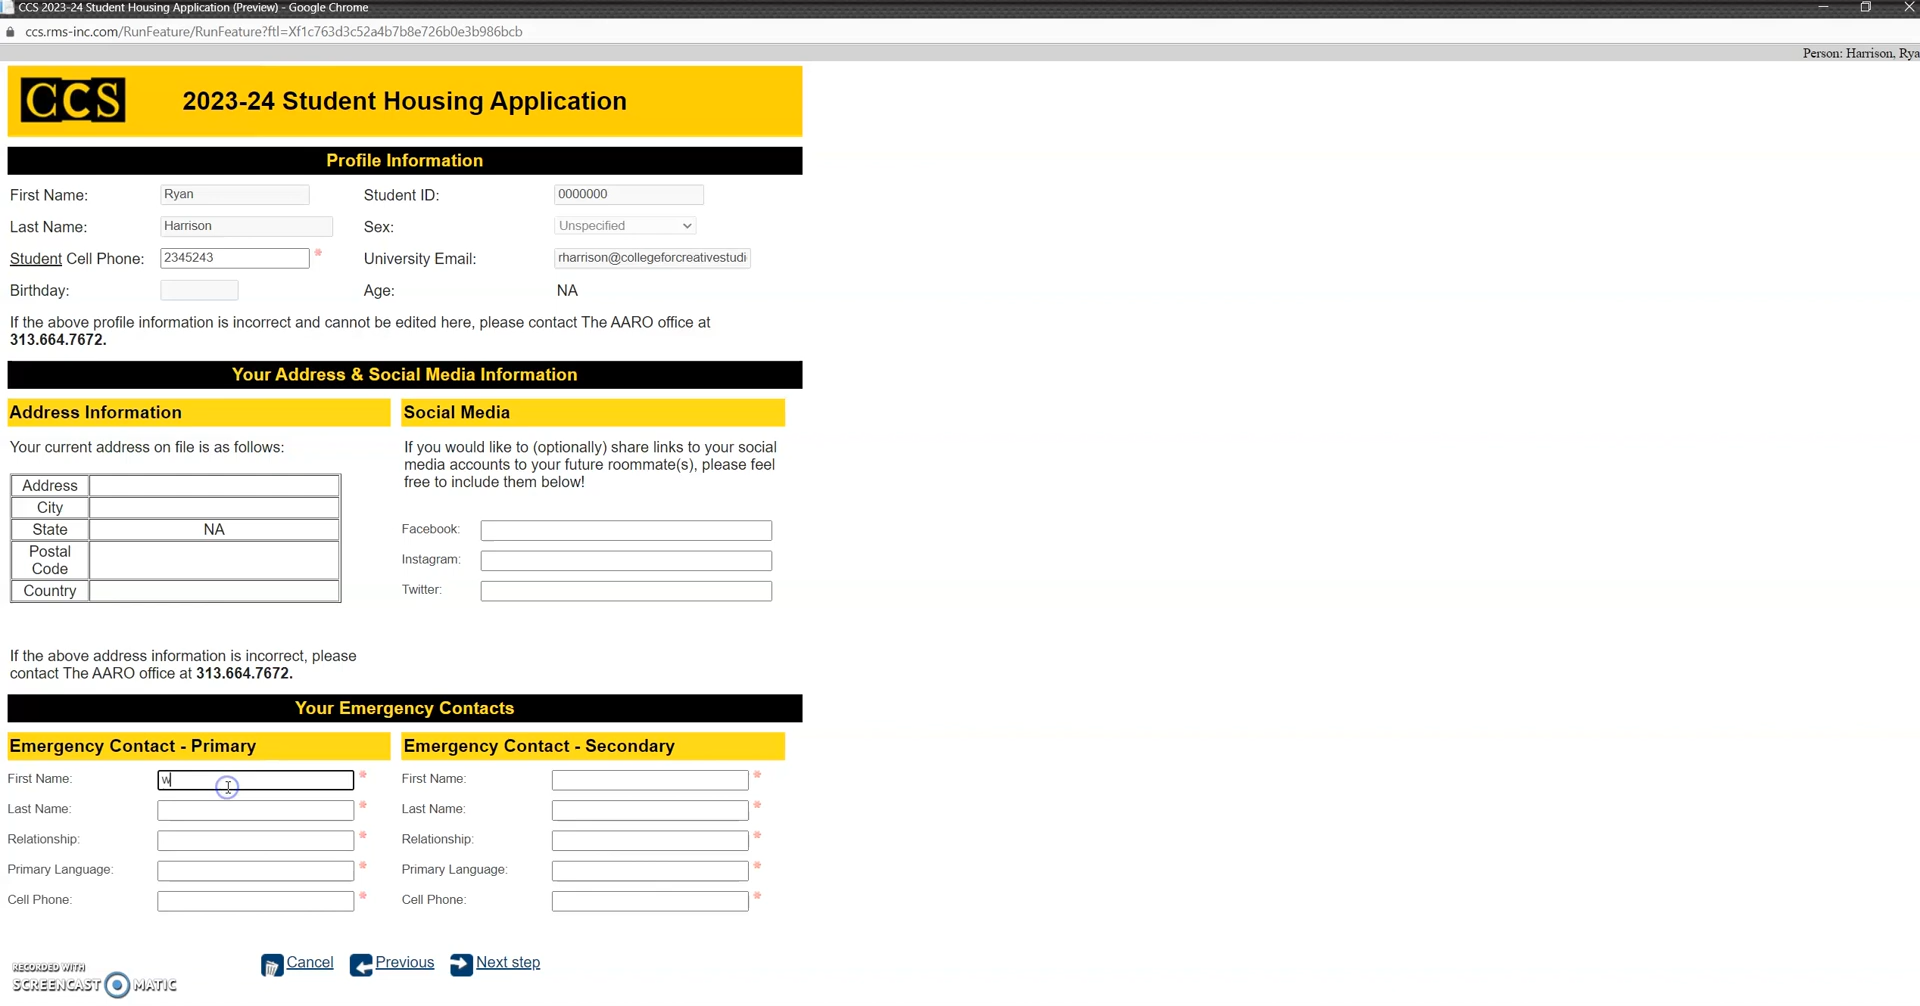 CCS 2023-24 Student Housing Application (Preview) - Google Chrome
ccs.rms-inc.com/RunFeature/RunFeature?ftl=Xf1c763d3c52a4b7b8e726b0e3b986bcb
Person: Harrison, Rya
CCS
2023-24 Student Housing Application
Profile Information
First Name: Ryan Student ID: 0000000
Last Name: Harrison Sex: Unspecified
Student Cell Phone: 2345243 * University Email: rharrison@collegeforcreativestudi
Birthday: Age: NA
If the above profile information is incorrect and cannot be edited here, please contact The AARO office at
313.664.7672.
Your Address & Social Media Information
Address Information
Your current address on file is as follows:
Address
City
State NA
Postal
Code
Country
If the above address information is incorrect, please
contact The AARO office at 313.664.7672.
Social Media
If you would like to (optionally) share links to your social
media accounts to your future roommate(s), please feel
free to include them below!
Facebook:
Instagram:
Twitter:
Your Emergency Contacts
Emergency Contact - Primary
First Name: w *
Last Name: *
Relationship: *
Primary Language: *
Cell Phone: *
Emergency Contact - Secondary
First Name: *
Last Name: *
Relationship: *
Primary Language: *
Cell Phone: *
Cancel Previous Next step
RECORDED WITH
SCREENCAST MATIC